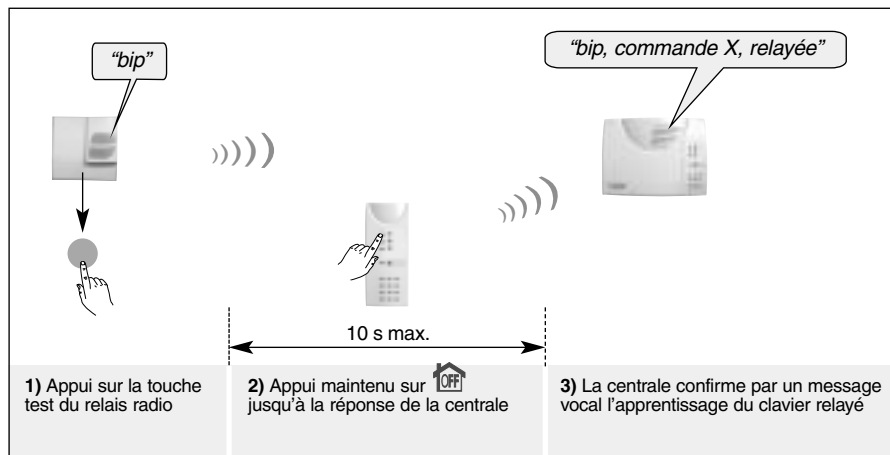 “bip”
“bip, commande X, relayée”
10 s max.
1) Appui sur la touche
test du relais radio
2) Appui maintenu sur OFF
jusqu’à la réponse de la centrale
3) La centrale confirme par un message
vocal l’apprentissage du clavier relayé